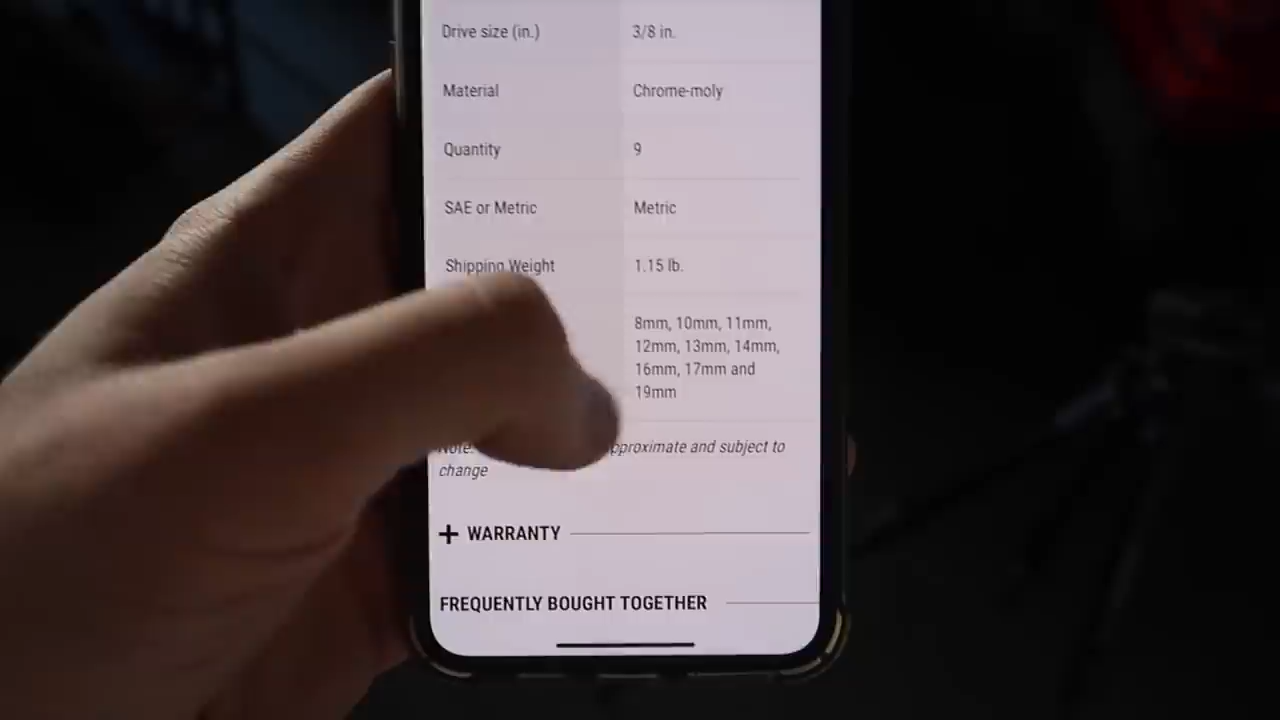 Drive size (in.) 3/8 in.
Material Chrome-moly
Quantity 9
SAE or Metric Metric
Shipping Weight 1.15 lb.
8mm, 10mm, 11mm,
12mm, 13mm, 14mm,
16mm, 17mm and
19mm
Note: approximate and subject to
change
+ WARRANTY
FREQUENTLY BOUGHT TOGETHER